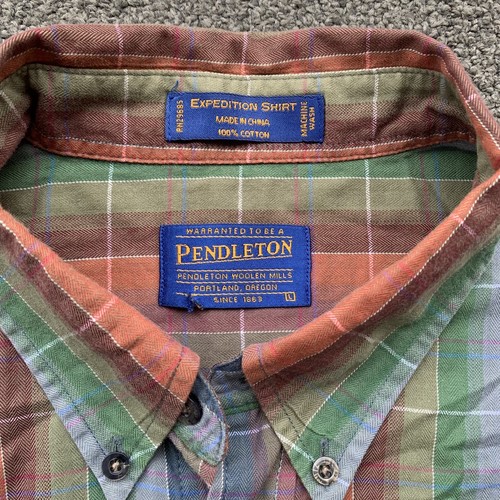 EXPEDITION SHIRT
MADE IN CHINA
100% COTTON
RN29685
MACHINE
WASH
WARRANTED TO BE A
PENDLETON
PENDLETON WOOLEN MILLS
PORTLAND, OREGON
SINCE 1863
L